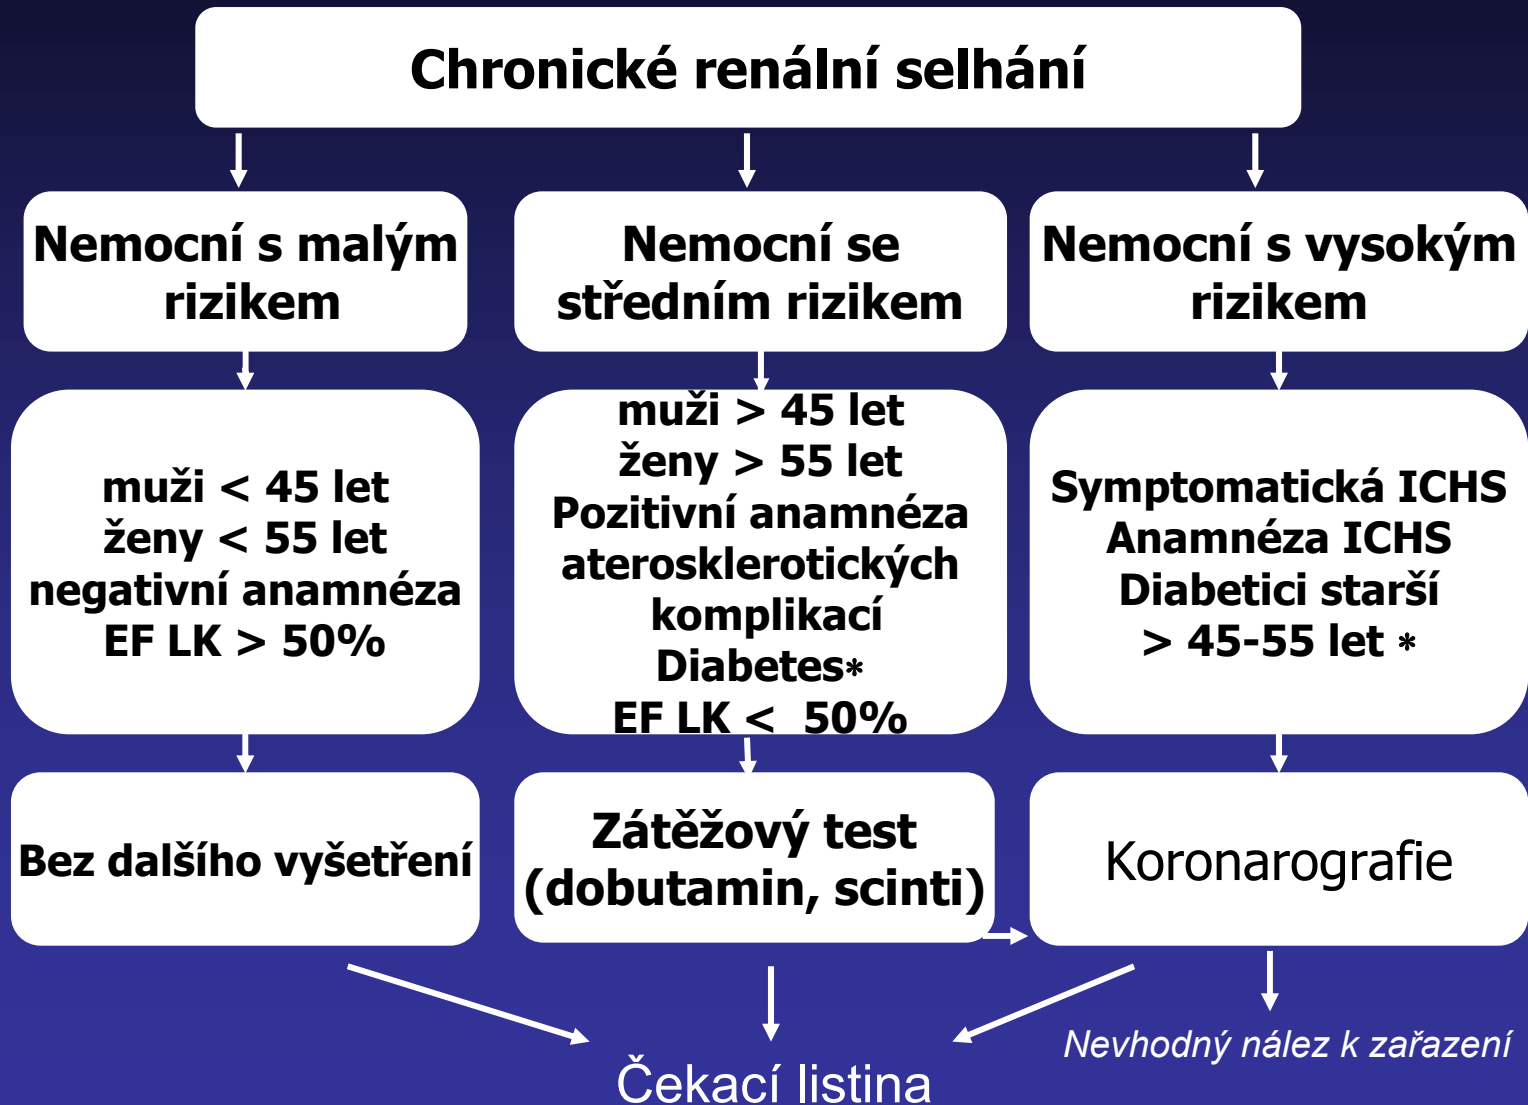 Chronické renální selhání
Nemocní s malým
rizikem
Nemocní se
středním rizikem
Nemocní s vysokým
rizikem
muži < 45 let
ženy < 55 let
negativní anamnéza
EF LK > 50%
muži > 45 let
ženy > 55 let
Pozitivní anamnéza
aterosklerotických
komplikací
Diabetes*
EF LK <  50%
Symptomatická ICHS
Anamnéza ICHS
Diabetici starší
> 45-55 let *
Bez dalšího vyšetření
Zátěžový test
(dobutamin, scinti)
Koronarografie
Nevhodný nález k zařazení
Čekací listina